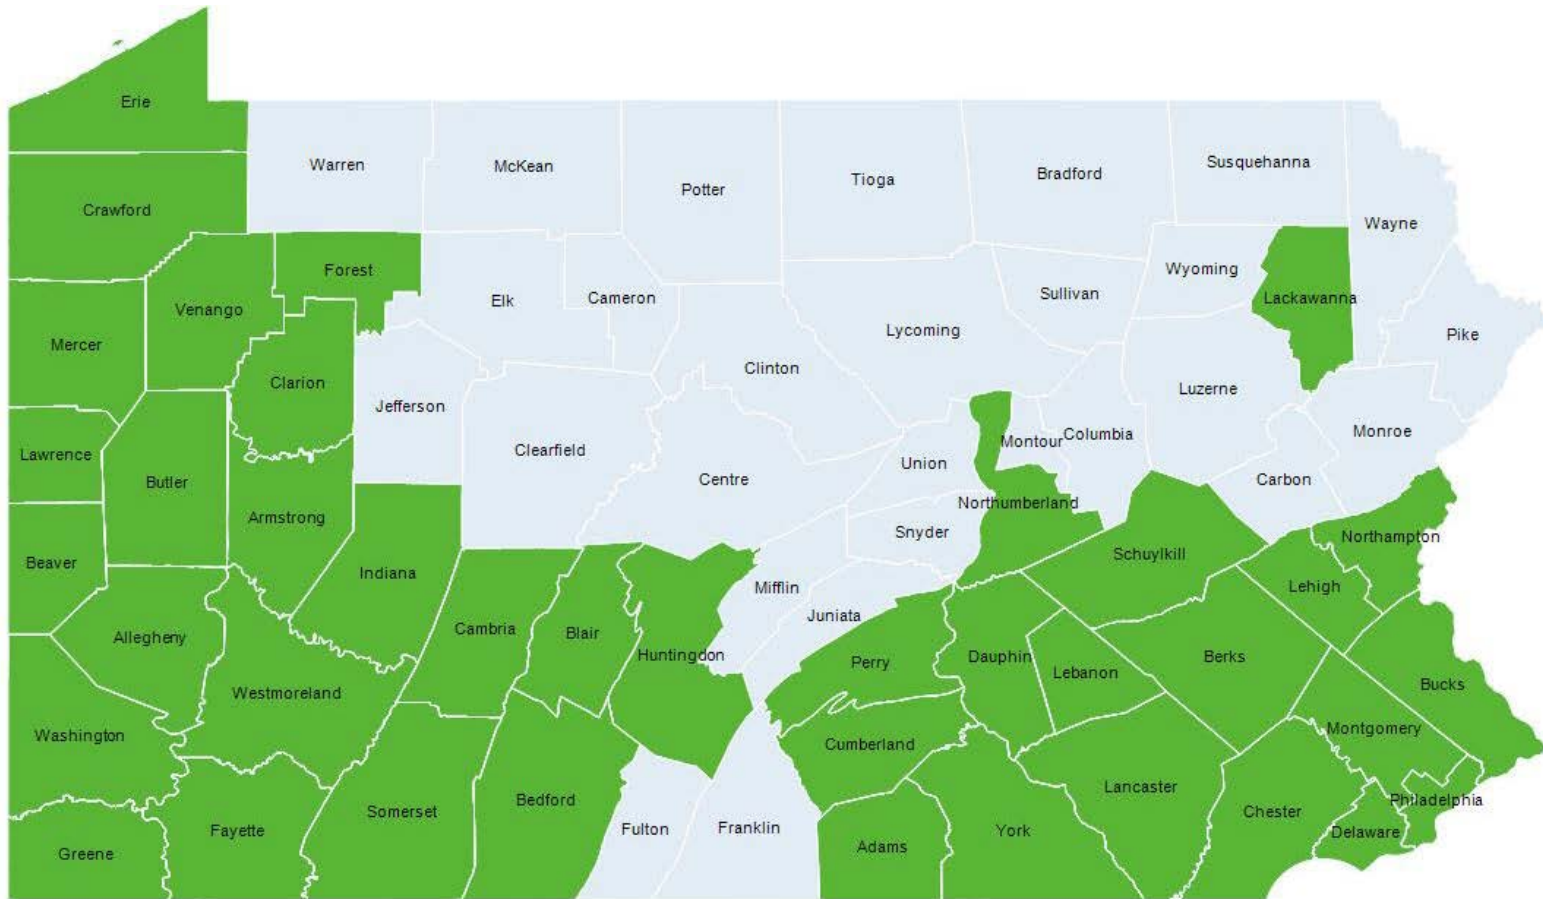 Erie
Warren
McKean
Potter
Tioga
Bradford
Susquehanna
Crawford
Wayne
Forest
Venango
Elk
Cameron
Wyoming
Sullivan
Lackawanna
Mercer
Lycoming
Pike
Clarion
Clinton
Jefferson
Luzerne
Monroe
Lawrence
Butler
Clearfield
Centre
Union
Montour
Columbia
Carbon
Armstrong
Northumberland
Snyder
Northampton
Beaver
Indiana
Schuylkill
Mifflin
Lehigh
Allegheny
Cambria
Blair
Juniata
Huntingdon
Perry
Dauphin
Lebanon
Berks
Bucks
Westmoreland
Washington
Cumberland
Montgomery
Somerset
Bedford
Lancaster
Philadelphia
Fayette
Fulton
Franklin
York
Chester
Delaware
Greene
Adams